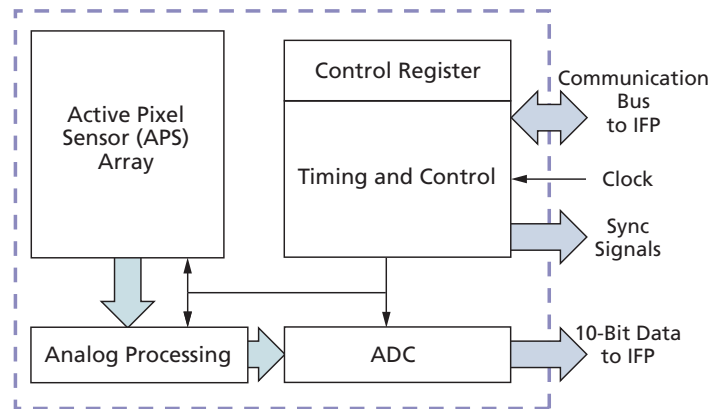 Active Pixel
Sensor (APS)
Array
Control Register
Timing and Control
Communication
Bus
to IFP
Clock
Sync
Signals
Analog Processing
ADC
10-Bit Data
to IFP